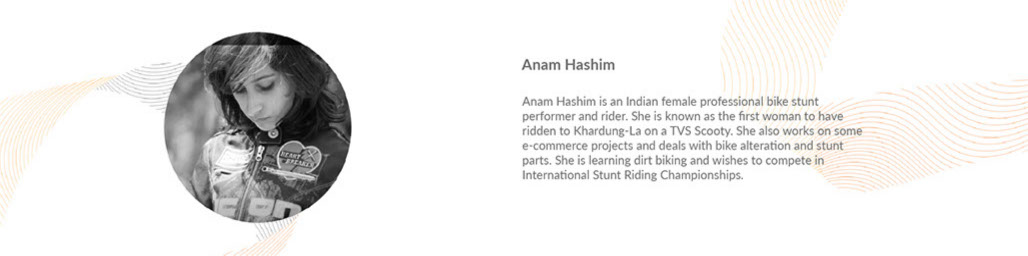 Anam Hashim
Anam Hashim is an Indian female professional bike stunt
performer and rider. She is known as the first woman to have
ridden to Khardung-La on a TVS Scooty. She also works on some
e-commerce projects and deals with bike alteration and stunt
parts. She is learning dirt biking and wishes to compete in
International Stunt Riding Championships.
HEART
BREAKER